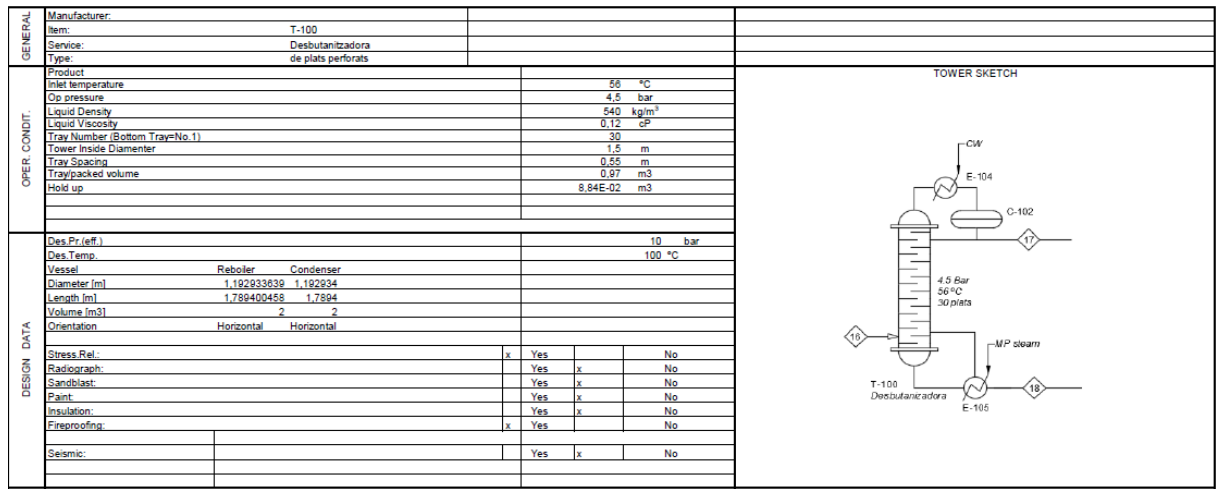 GENERAL
Manufacturer:
Item: T-100
Service: Desbutanitzadora
Type: de plats perforats
OPER. CONDIT.
Product
Inlet temperature 56 °C
Op pressure 4,5 bar
Liquid Density 540 kg/m³
Liquid Viscosity 0,12 cP
Tray Number (Bottom Tray=No.1) 30
Tower Inside Diamenter 1,5 m
Tray Spacing 0,55 m
Tray/packed volume 0,97 m3
Hold up 8,84E-02 m3
DESIGN DATA
Des.Pr.(eff.) 10 bar
Des.Temp. 100 °C
Vessel Reboiler Condenser
Diameter [m] 1,192933639 1,192934
Length [m] 1,789400458 1,7894
Volume [m3] 2 2
Orientation Horizontal Horizontal
Stress.Rel.: x Yes No
Radiograph: Yes x No
Sandblast: Yes x No
Paint: Yes x No
Insulation: Yes x No
Fireproofing: x Yes No
Seismic: Yes x No
TOWER SKETCH
CW
E-104
C-102
17
4.5 Bar
56ºC
30 plats
16
MP steam
T-100
Desbutanizadora
E-105
18